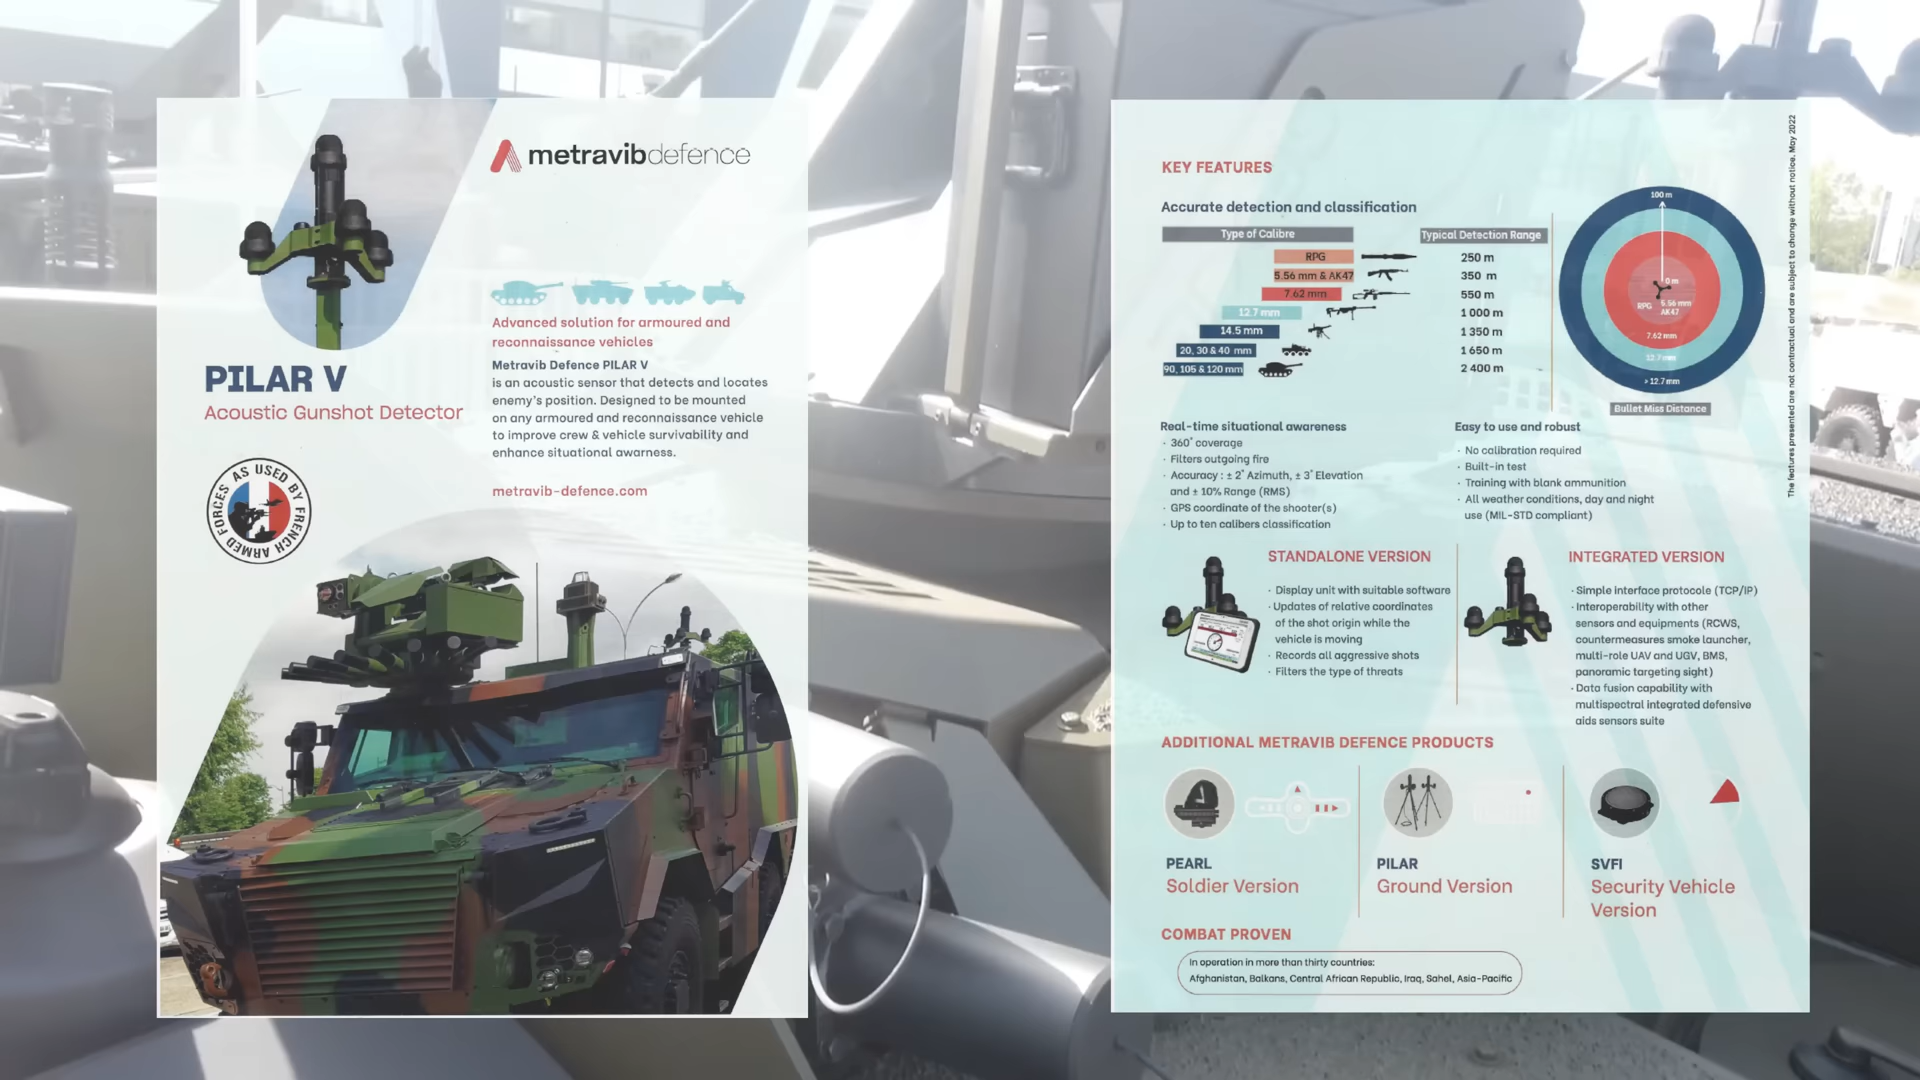 metravibdefence
Advanced solution for armoured and
reconnaissance vehicles
Metravib Defence PILAR V
is an acoustic sensor that detects and locates
enemy's position. Designed to be mounted
on any armoured and reconnaissance vehicle
to improve crew & vehicle survivability and
enhance situational awarness.
metravib-defence.com
PILAR V
Acoustic Gunshot Detector
AS USED BY FRENCH ARMED FORCES
KEY FEATURES
Accurate detection and classification
Type of Calibre Typical Detection Range
RPG 250 m
5.56 mm & AK47 350 m
7.62 mm 550 m
12.7 mm 1 000 m
14.5 mm 1 350 m
20, 30 & 40 mm 1 650 m
90, 105 & 120 mm 2 400 m
100 m
0 m
RPG 5.56 mm
AK47
7.62 mm
12.7 mm
> 12.7 mm
Bullet Miss Distance
The features presented are not contractual and are subject to change without notice. May 2022
Real-time situational awareness
· 360° coverage
· Filters outgoing fire
· Accuracy : ± 2° Azimuth, ± 3° Elevation
and ± 10% Range (RMS)
· GPS coordinate of the shooter(s)
· Up to ten calibers classification
Easy to use and robust
· No calibration required
· Built-in test
· Training with blank ammunition
· All weather conditions, day and night
use (MIL-STD compliant)
STANDALONE VERSION
· Display unit with suitable software
· Updates of relative coordinates
of the shot origin while the
vehicle is moving
· Records all aggressive shots
· Filters the type of threats
INTEGRATED VERSION
· Simple interface protocole (TCP/IP)
· Interoperability with other
sensors and equipments (RCWS,
countermeasures smoke launcher,
multi-role UAV and UGV, BMS,
panoramic targeting sight)
· Data fusion capability with
multispectral integrated defensive
aids sensors suite
ADDITIONAL METRAVIB DEFENCE PRODUCTS
PEARL
Soldier Version
PILAR
Ground Version
SVFI
Security Vehicle
Version
COMBAT PROVEN
In operation in more than thirty countries:
Afghanistan, Balkans, Central African Republic, Iraq, Sahel, Asia-Pacific